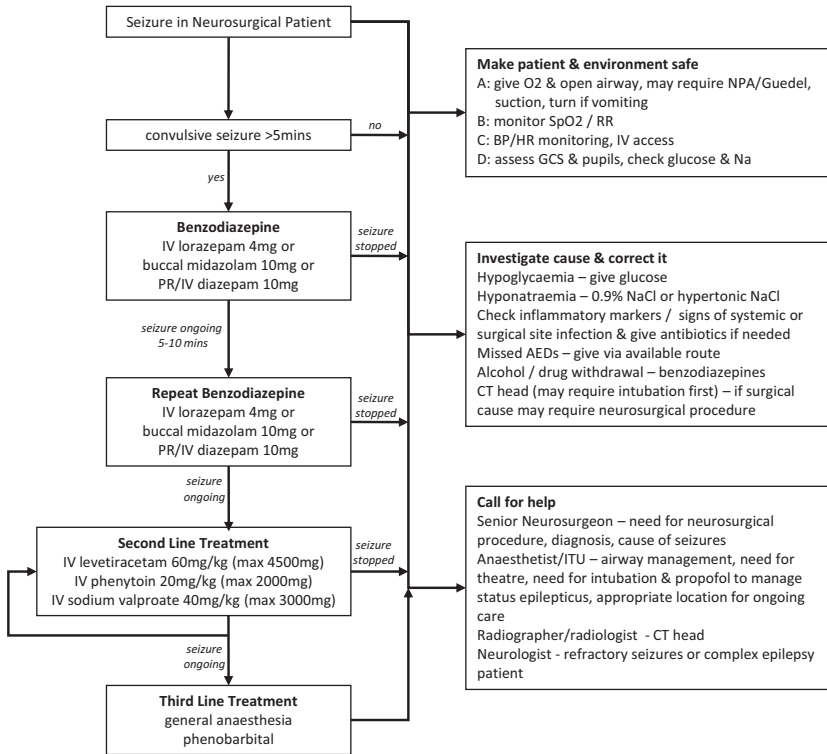 Seizure in Neurosurgical Patient
convulsive seizure >5mins
no
yes
Benzodiazepine
IV lorazepam 4mg or
buccal midazolam 10mg or
PR/IV diazepam 10mg
seizure
stopped
seizure ongoing
5-10 mins
Repeat Benzodiazepine
IV lorazepam 4mg or
buccal midazolam 10mg or
PR/IV diazepam 10mg
seizure
stopped
seizure
ongoing
Second Line Treatment
IV levetiracetam 60mg/kg (max 4500mg)
IV phenytoin 20mg/kg (max 2000mg)
IV sodium valproate 40mg/kg (max 3000mg)
seizure
stopped
seizure
ongoing
Third Line Treatment
general anaesthesia
phenobarbital
Make patient & environment safe
A: give O2 & open airway, may require NPA/Guedel,
suction, turn if vomiting
B: monitor SpO2 / RR
C: BP/HR monitoring, IV access
D: assess GCS & pupils, check glucose & Na
Investigate cause & correct it
Hypoglycaemia – give glucose
Hyponatraemia – 0.9% NaCl or hypertonic NaCl
Check inflammatory markers / signs of systemic or
surgical site infection & give antibiotics if needed
Missed AEDs – give via available route
Alcohol / drug withdrawal – benzodiazepines
CT head (may require intubation first) – if surgical
cause may require neurosurgical procedure
Call for help
Senior Neurosurgeon – need for neurosurgical
procedure, diagnosis, cause of seizures
Anaesthetist/ITU – airway management, need for
theatre, need for intubation & propofol to manage
status epilepticus, appropriate location for ongoing
care
Radiographer/radiologist - CT head
Neurologist - refractory seizures or complex epilepsy
patient